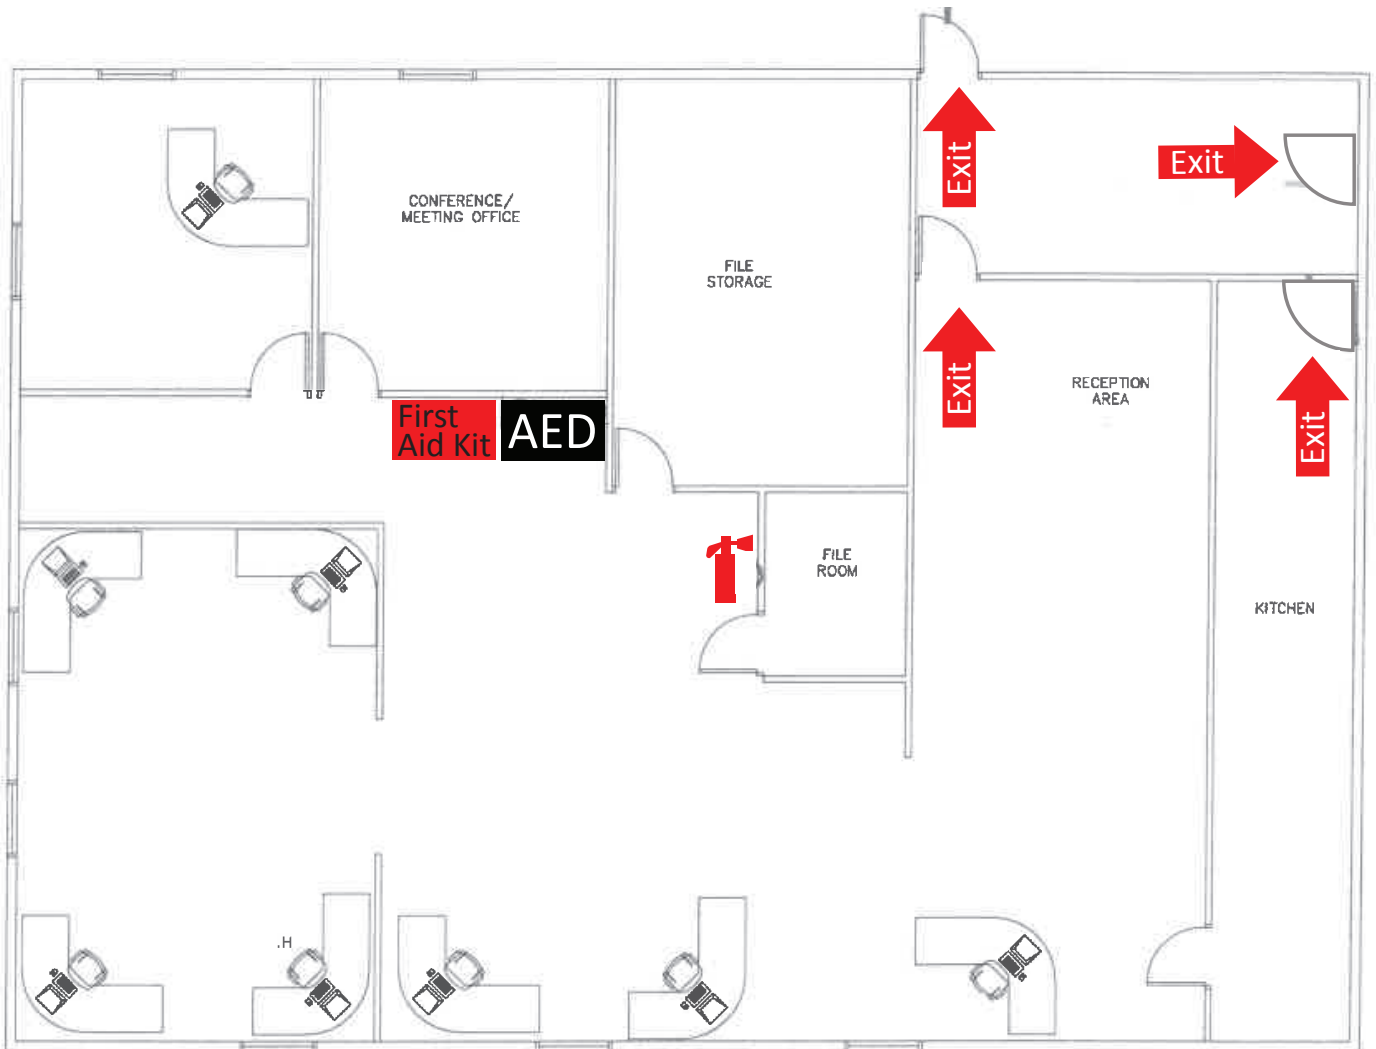 Exit
Exit
CONFERENCE/
MEETING OFFICE
FILE
STORAGE
Exit
RECEPTION
AREA
First
Aid Kit
AED
Exit
FILE
ROOM
KITCHEN
.H